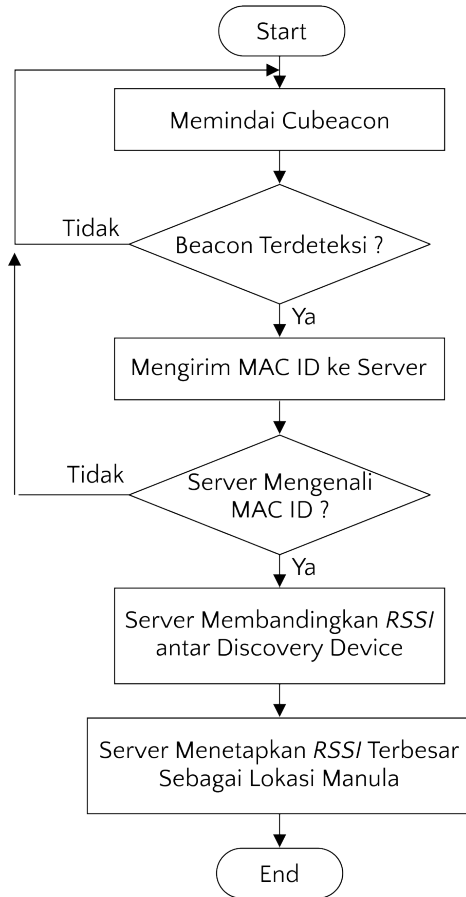 Start
Memindai Cubeacon
Tidak
Beacon Terdeteksi ?
Ya
Mengirim MAC ID ke Server
Tidak
Server Mengenali
MAC ID ?
Ya
Server Membandingkan RSSI
antar Discovery Device
Server Menetapkan RSSI Terbesar
Sebagai Lokasi Manula
End